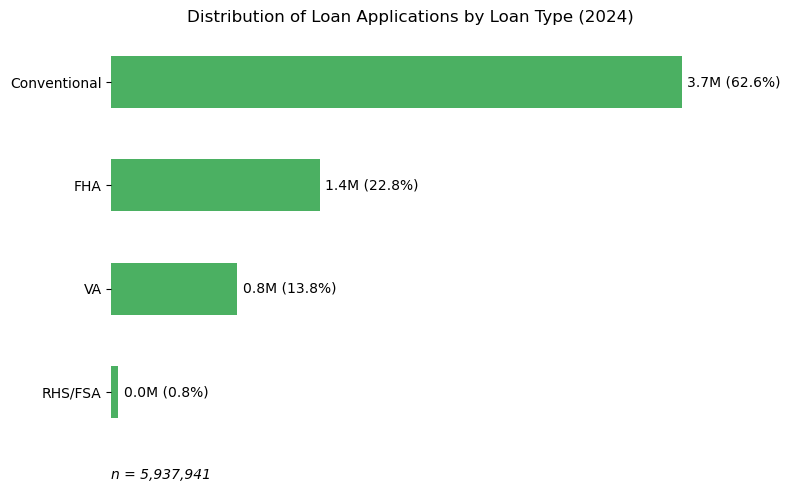 Distribution of Loan Applications by Loan Type (2024)
Conventional 3.7M (62.6%)
FHA 1.4M (22.8%)
VA 0.8M (13.8%)
RHS/FSA 0.0M (0.8%)
n = 5,937,941